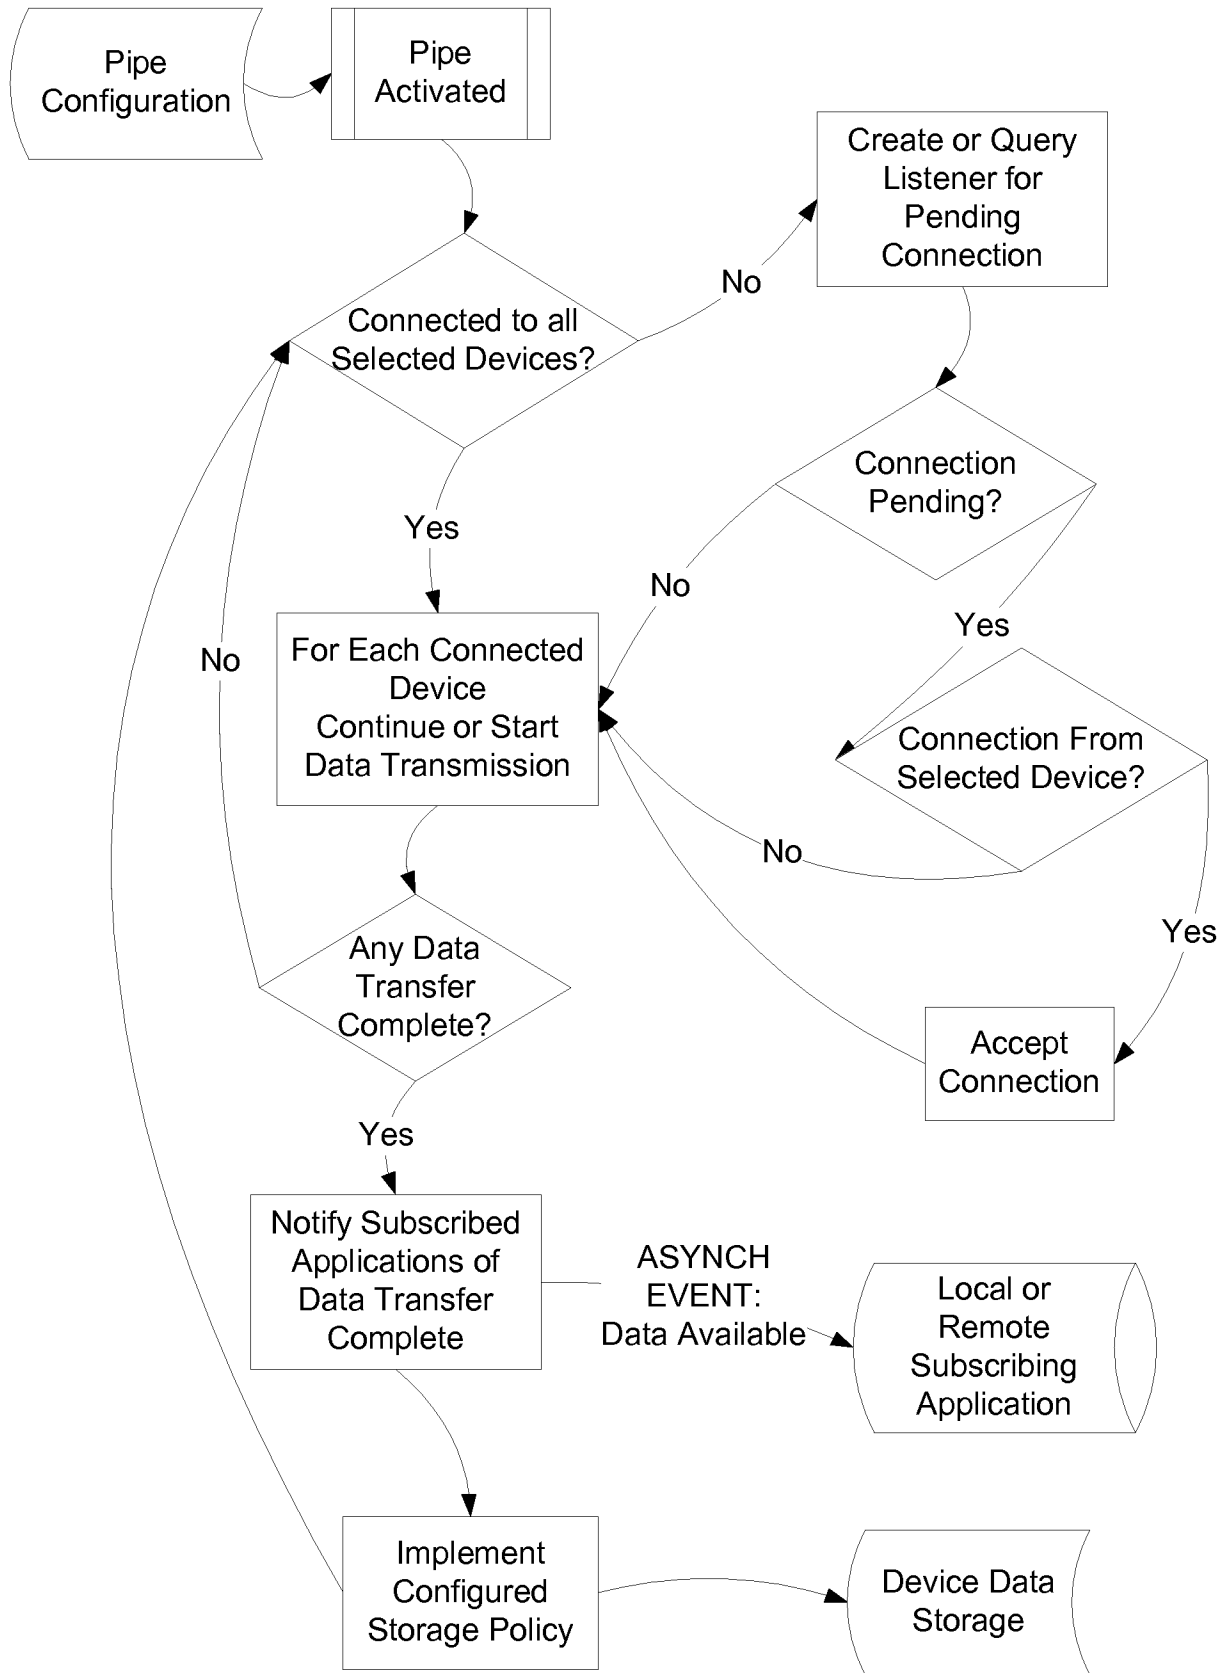 Pipe
Configuration
Pipe
Activated
Create or Query
Listener for
Pending
Connection
No
Connected to all
Selected Devices?
Connection
Pending?
Yes
No
Yes
For Each Connected
Device
Continue or Start
Data Transmission
No
Connection From
Selected Device?
No
Yes
Any Data
Transfer
Complete?
Accept
Connection
Yes
Notify Subscribed
Applications of
Data Transfer
Complete
ASYNCH
EVENT:
Data Available
Local or
Remote
Subscribing
Application
Implement
Configured
Storage Policy
Device Data
Storage